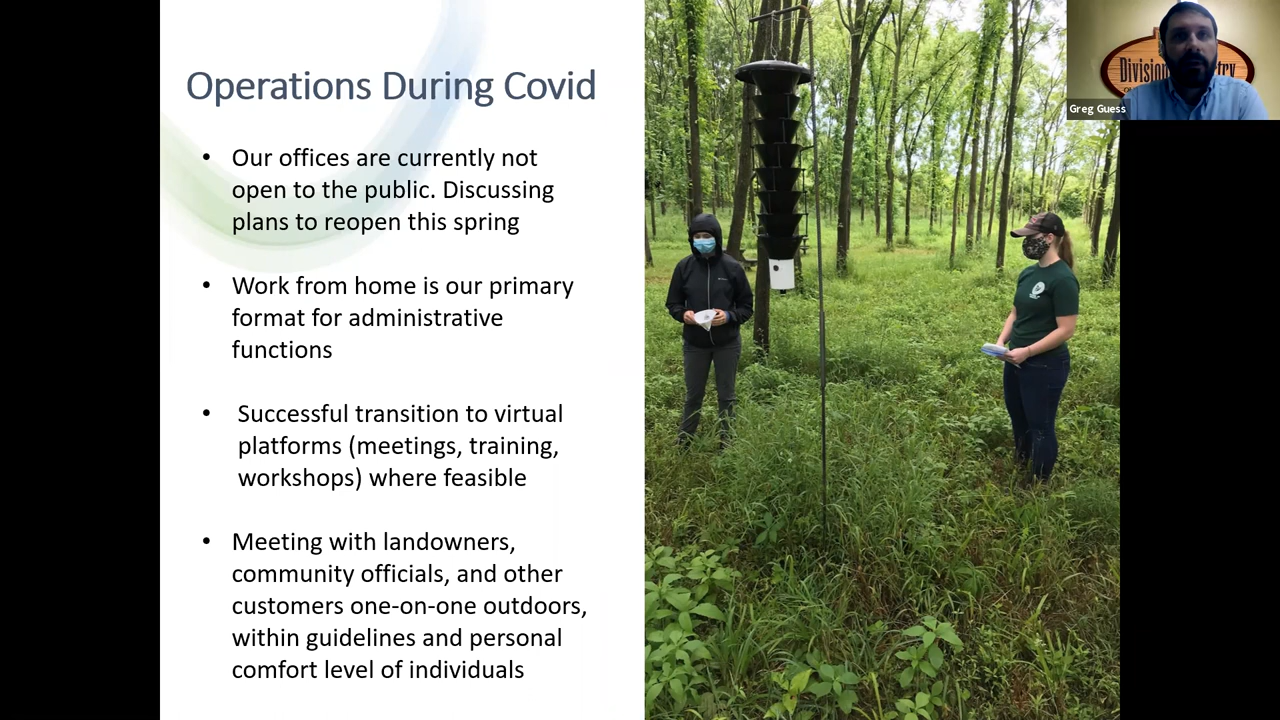 Operations During Covid
• Our offices are currently not
open to the public. Discussing
plans to reopen this spring
• Work from home is our primary
format for administrative
functions
• Successful transition to virtual
platforms (meetings, training,
workshops) where feasible
• Meeting with landowners,
community officials, and other
customers one-on-one outdoors,
within guidelines and personal
comfort level of individuals
Division
Greg Guess